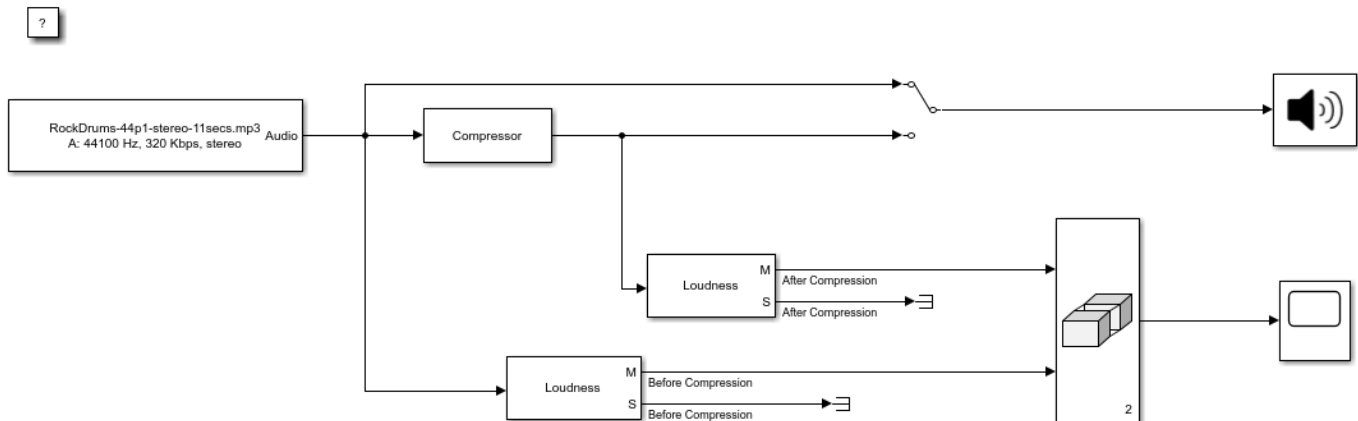 ?
RockDrums-44p1-stereo-11secs.mp3
A: 44100 Hz, 320 Kbps, stereo
Audio
Compressor
Loudness
M
After Compression
S
After Compression
Loudness
M
Before Compression
S
Before Compression
2